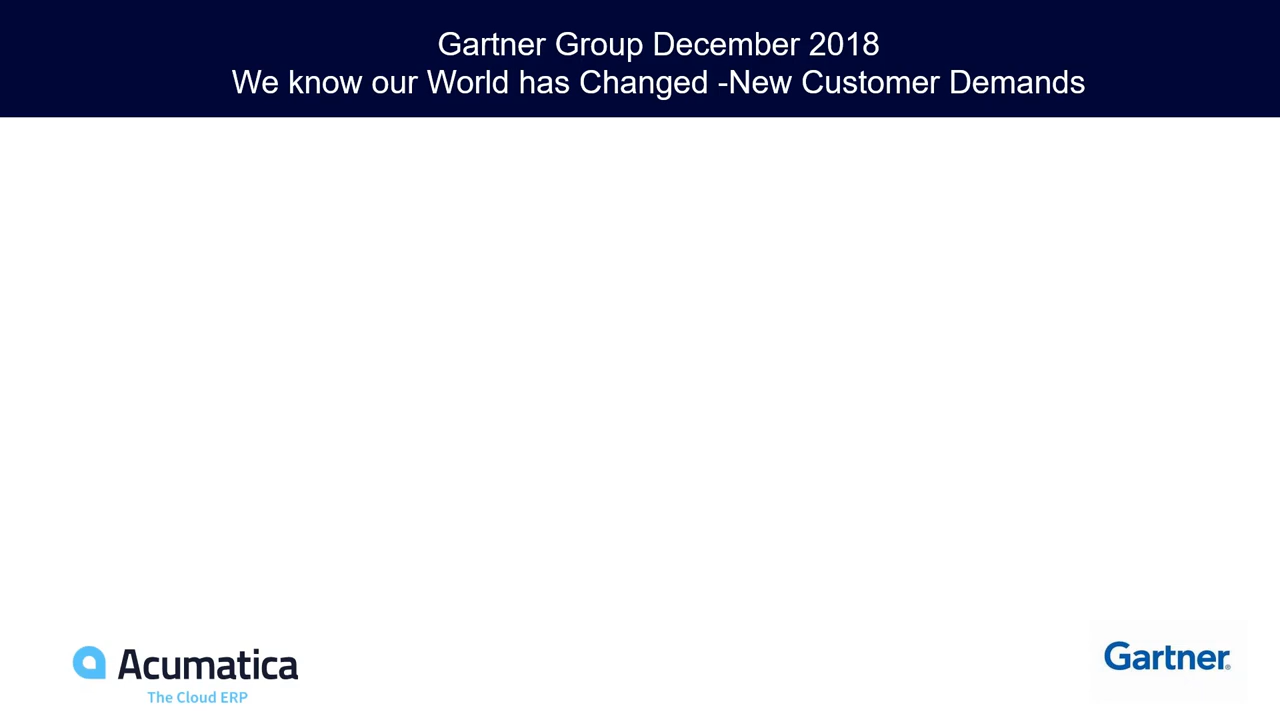 Gartner Group December 2018
We know our World has Changed -New Customer Demands
Acumatica
The Cloud ERP
Gartner®